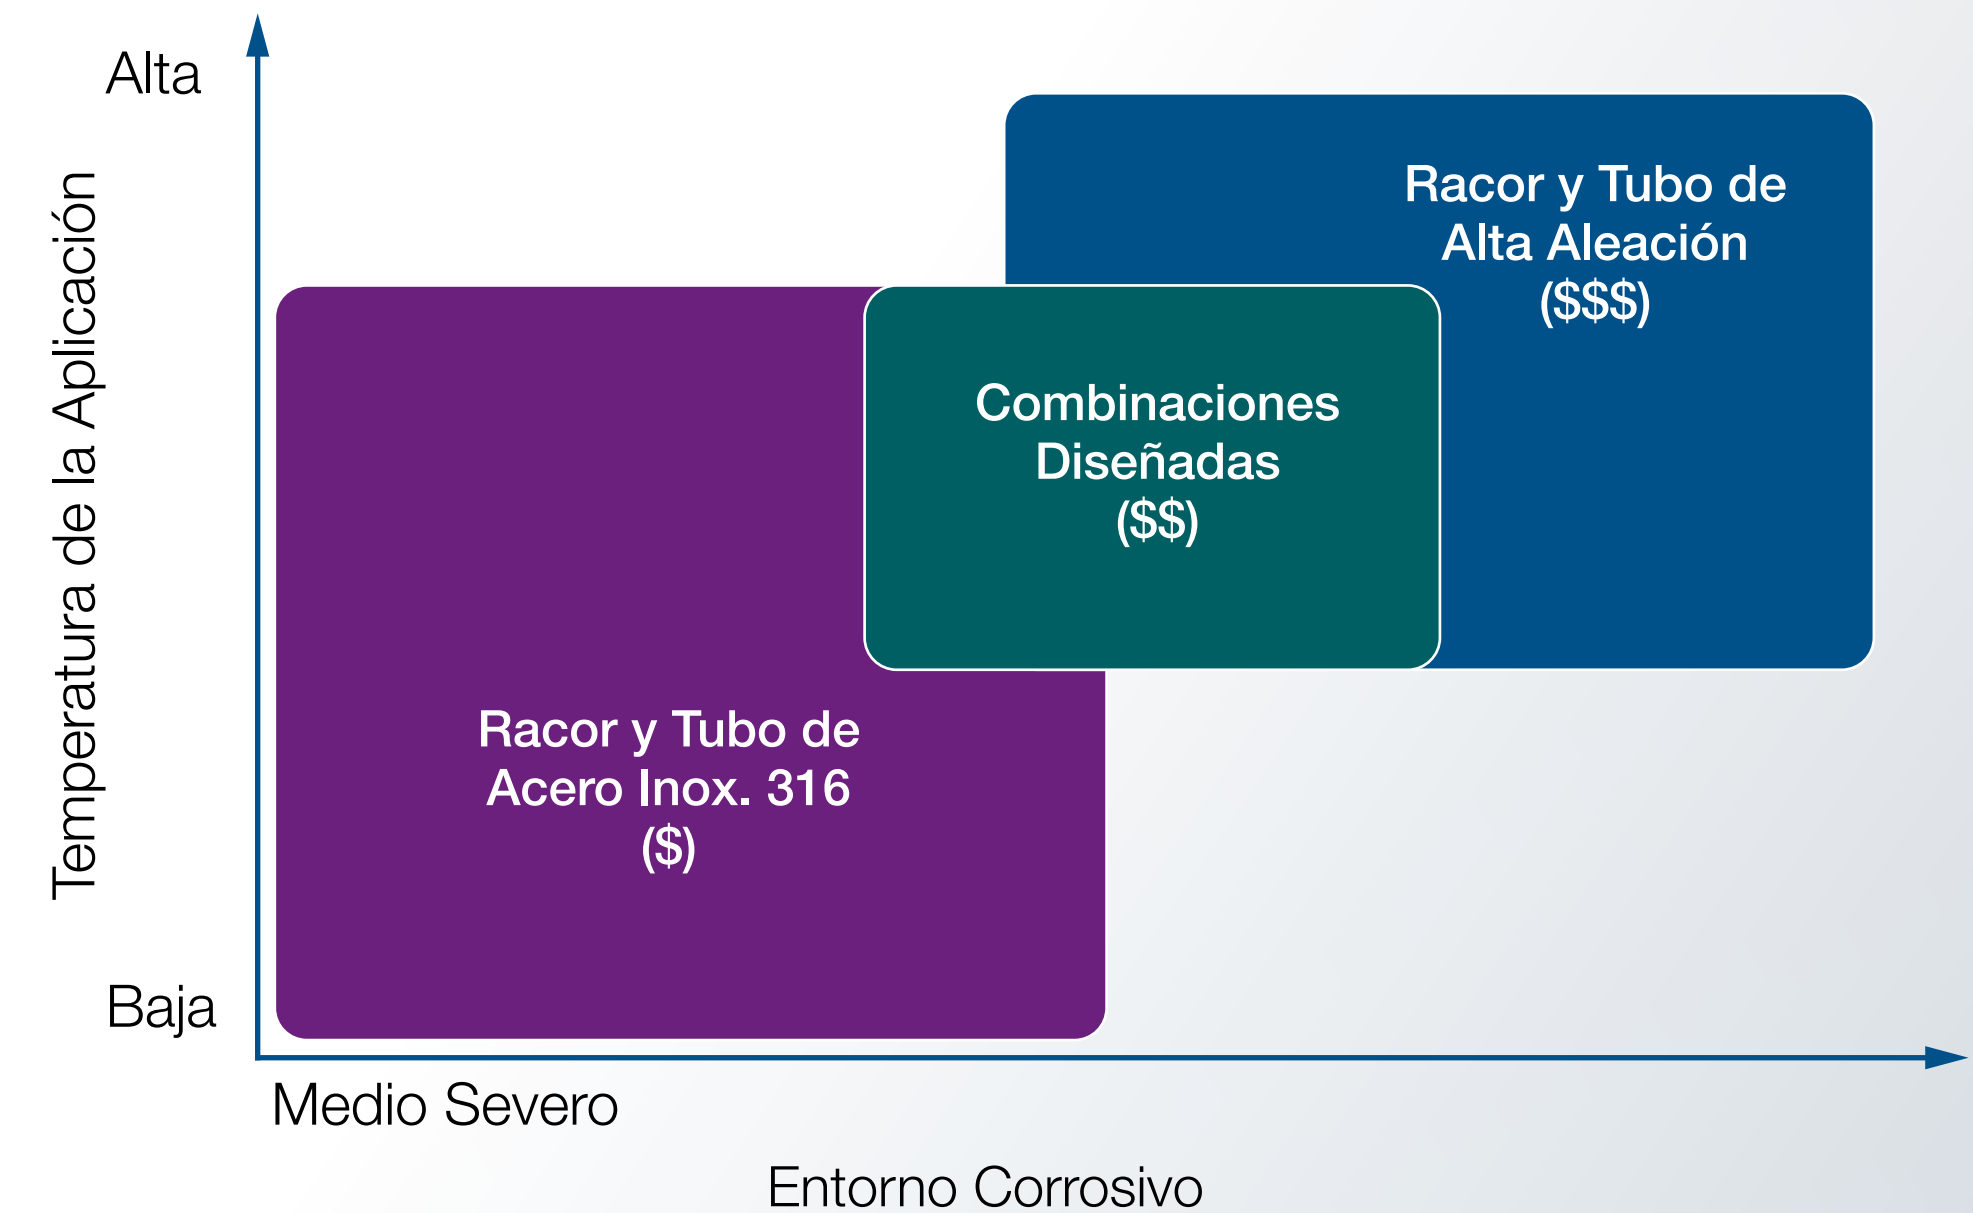 Alta
Temperatura de la Aplicación
Baja
Racor y Tubo de
Alta Aleación
($$$)
Combinaciones
Diseñadas
($$)
Racor y Tubo de
Acero Inox. 316
($)
Medio Severo
Entorno Corrosivo